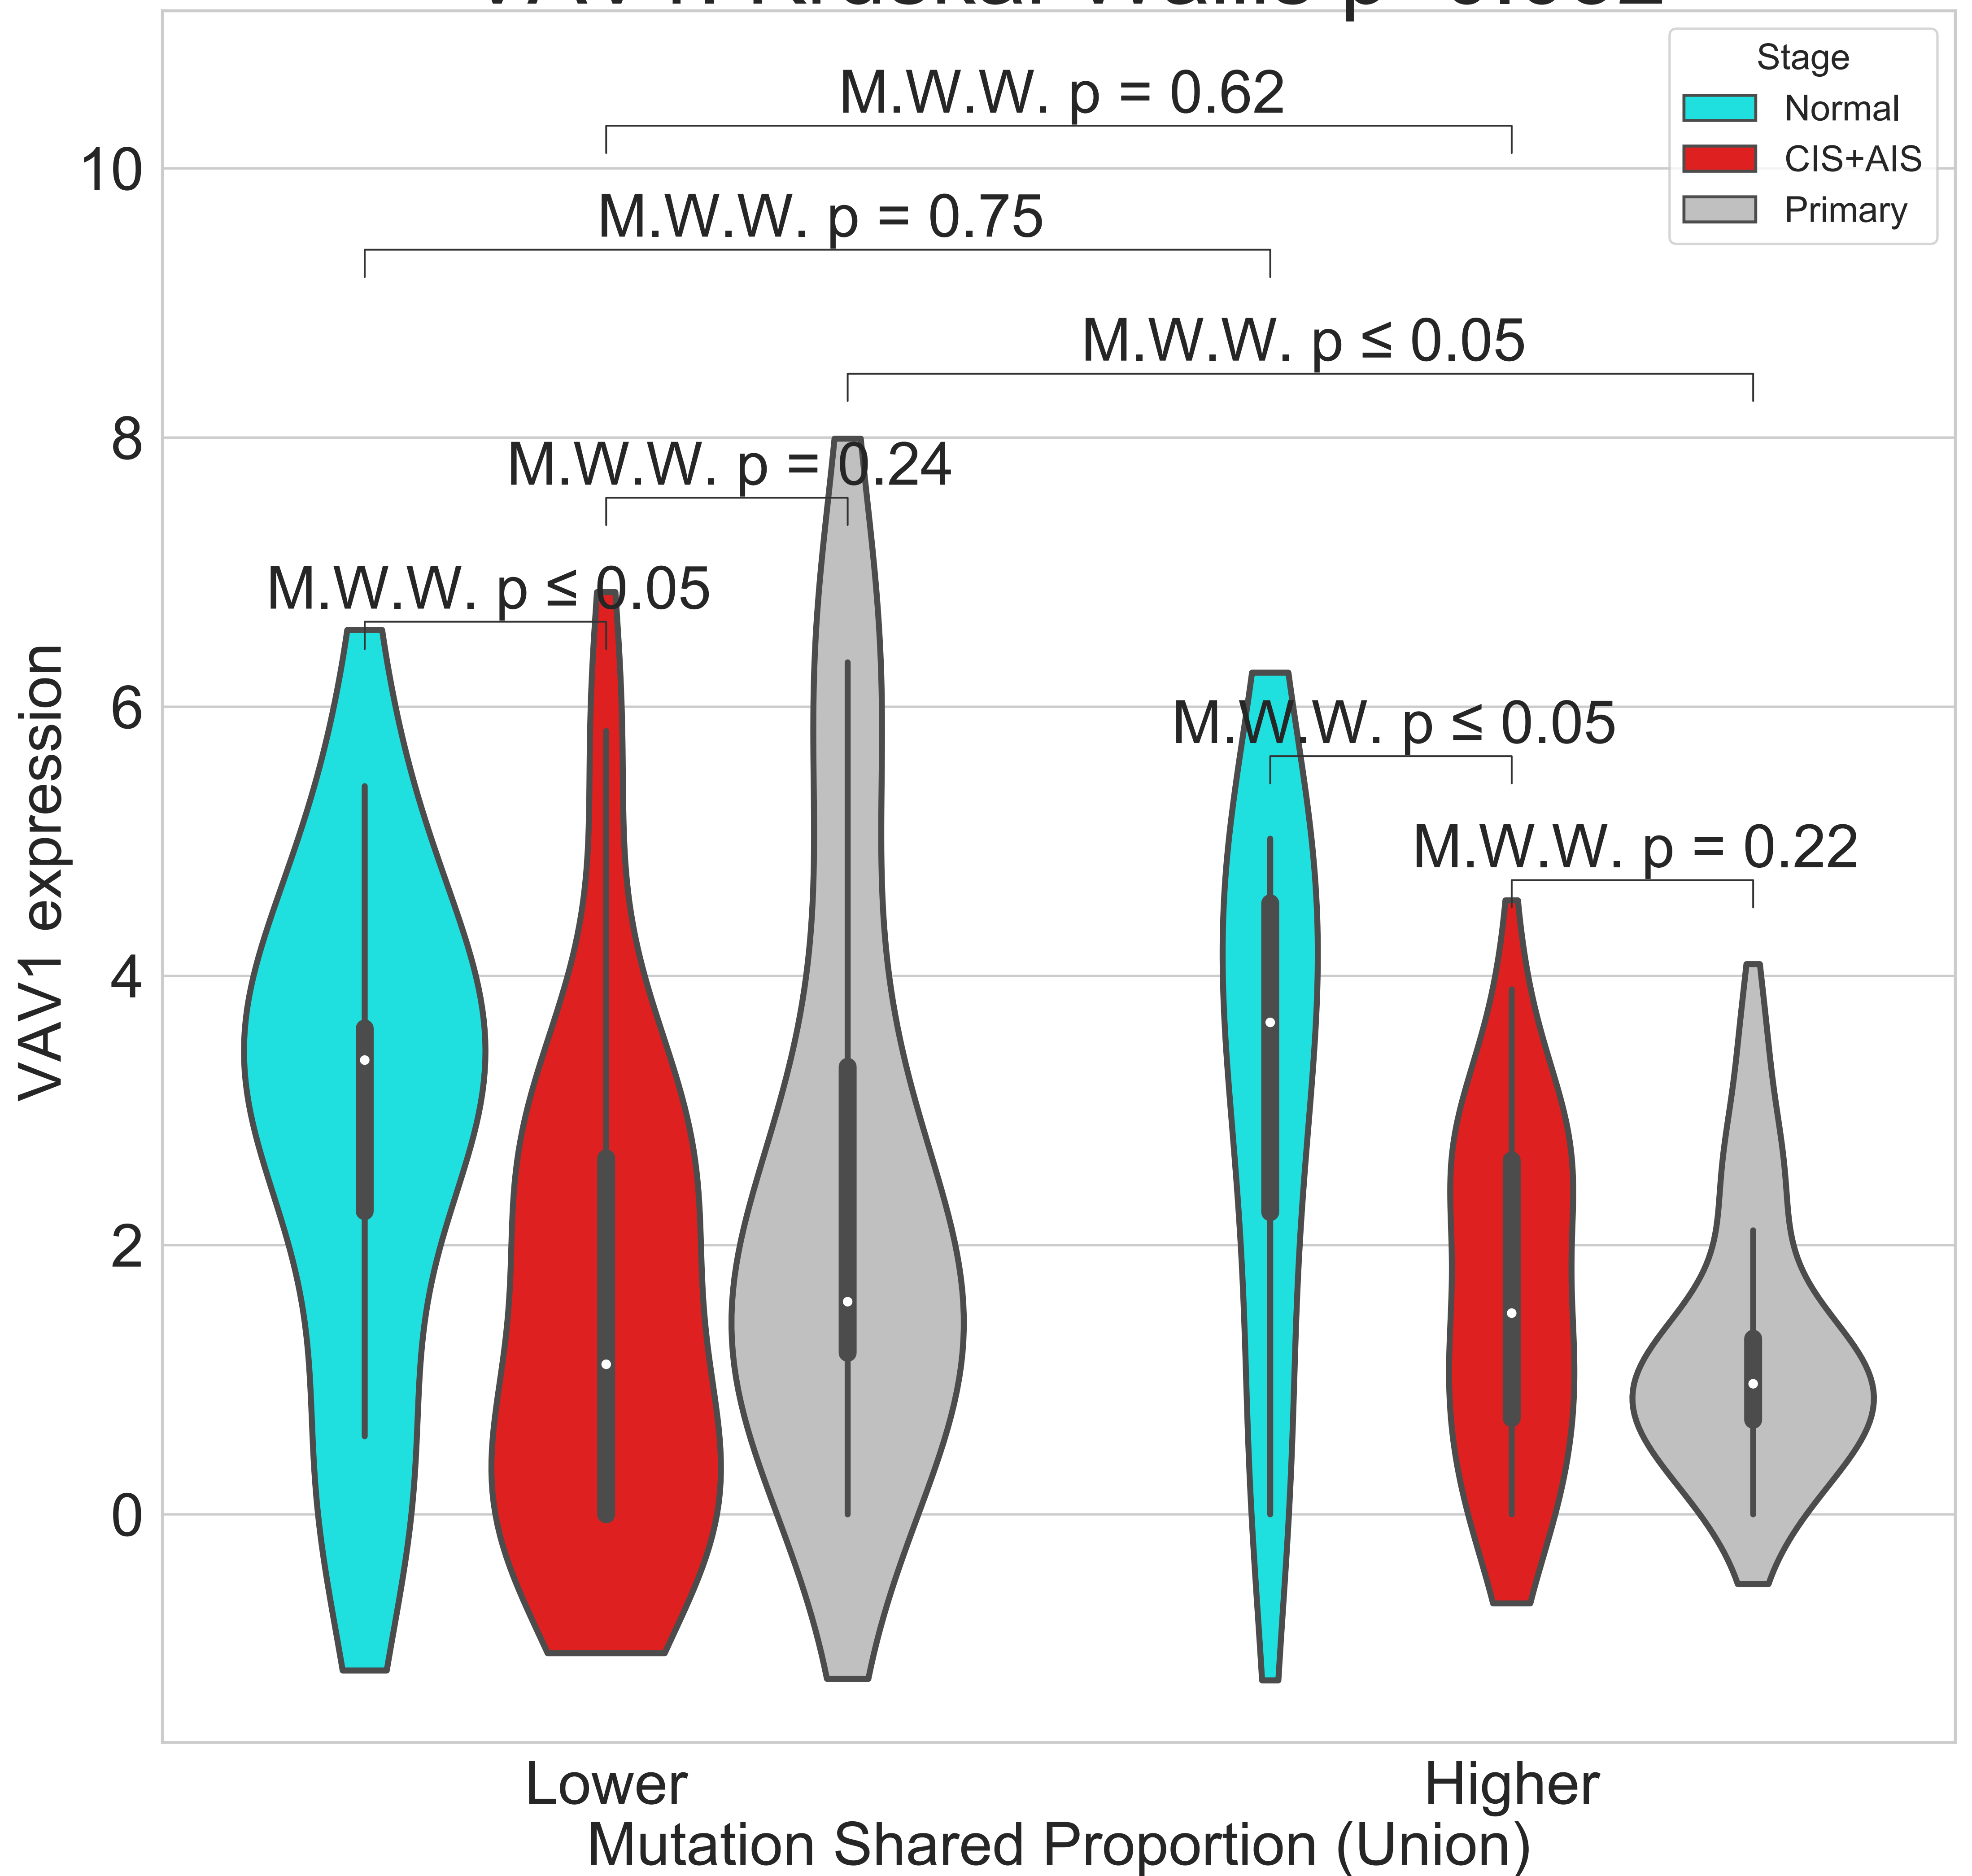 Stage
Normal
CIS+AIS
Primary
M.W.W. p = 0.62
M.W.W. p = 0.75
M.W.W. p ≤ 0.05
M.W.W. p = 0.24
M.W.W. p ≤ 0.05
M.W.W. p ≤ 0.05
M.W.W. p = 0.22
10
8
6
4
2
0
VAV1 expression
Lower
Higher
Mutation Shared Proportion (Union)